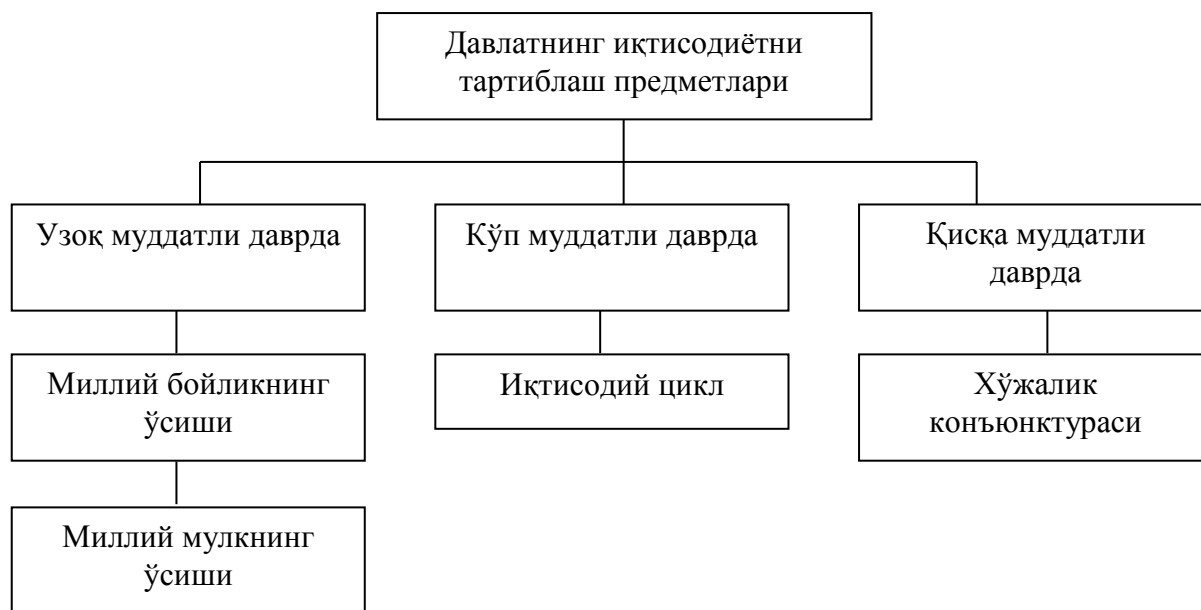 Давлатнинг иқтисодиётни
тартиблаш предметлари
Узоқ муддатли даврда
Кўп муддатли даврда
Қисқа муддатли
даврда
Миллий бойликнинг
ўсиши
Иқтисодий цикл
Хўжалик
конъюнктураси
Миллий мулкнинг
ўсиши